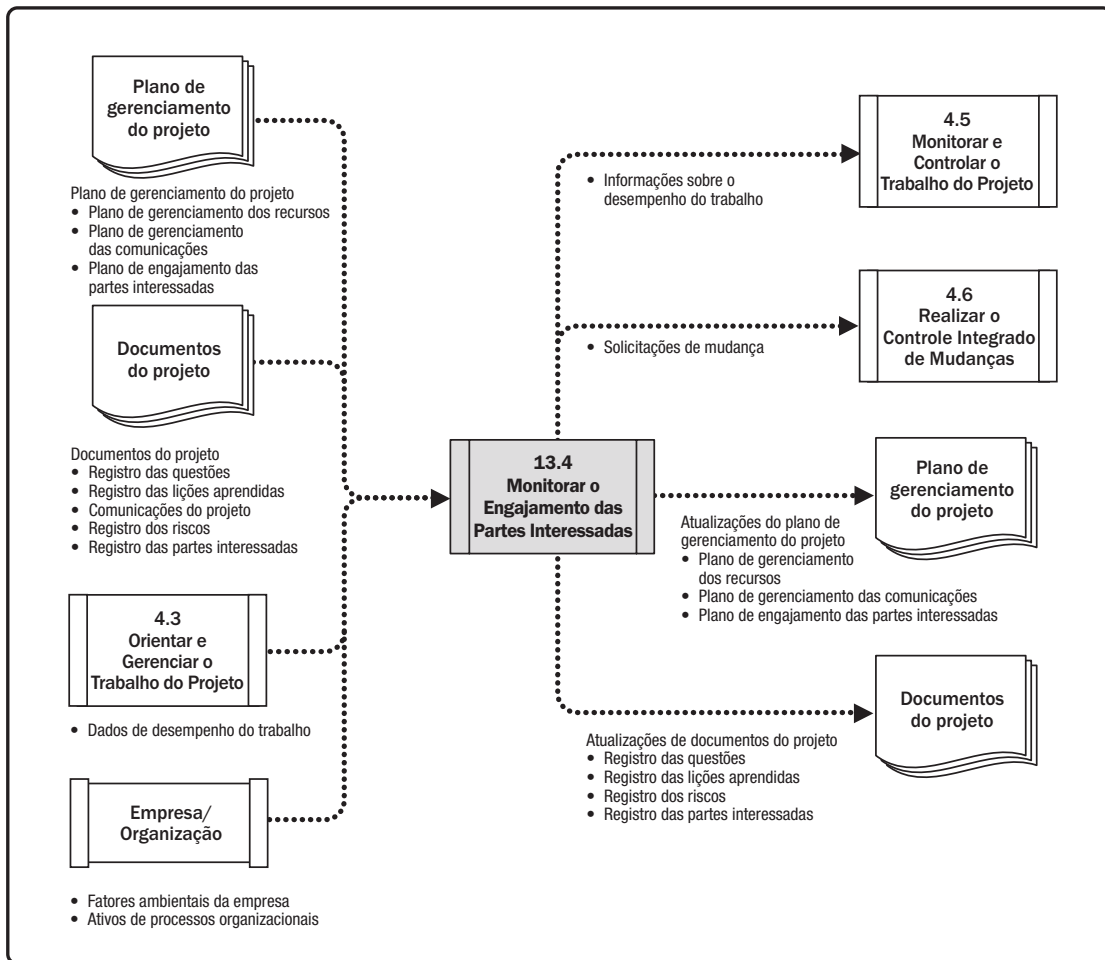 Plano de
gerenciamento
do projeto
Plano de gerenciamento do projeto
• Plano de gerenciamento dos recursos
• Plano de gerenciamento
das comunicações
• Plano de engajamento das
partes interessadas
Documentos
do projeto
Documentos do projeto
• Registro das questões
• Registro das lições aprendidas
• Comunicações do projeto
• Registro dos riscos
• Registro das partes interessadas
4.3
Orientar e
Gerenciar o
Trabalho do Projeto
• Dados de desempenho do trabalho
Empresa/
Organização
• Fatores ambientais da empresa
• Ativos de processos organizacionais
13.4
Monitorar o
Engajamento das
Partes Interessadas
• Informações sobre o
desempenho do trabalho
4.5
Monitorar e
Controlar o
Trabalho do Projeto
• Solicitações de mudança
4.6
Realizar o
Controle Integrado
de Mudanças
Plano de
gerenciamento
do projeto
Atualizações do plano de
gerenciamento do projeto
• Plano de gerenciamento
dos recursos
• Plano de gerenciamento das comunicações
• Plano de engajamento das partes interessadas
Documentos
do projeto
Atualizações de documentos do projeto
• Registro das questões
• Registro das lições aprendidas
• Registro dos riscos
• Registro das partes interessadas